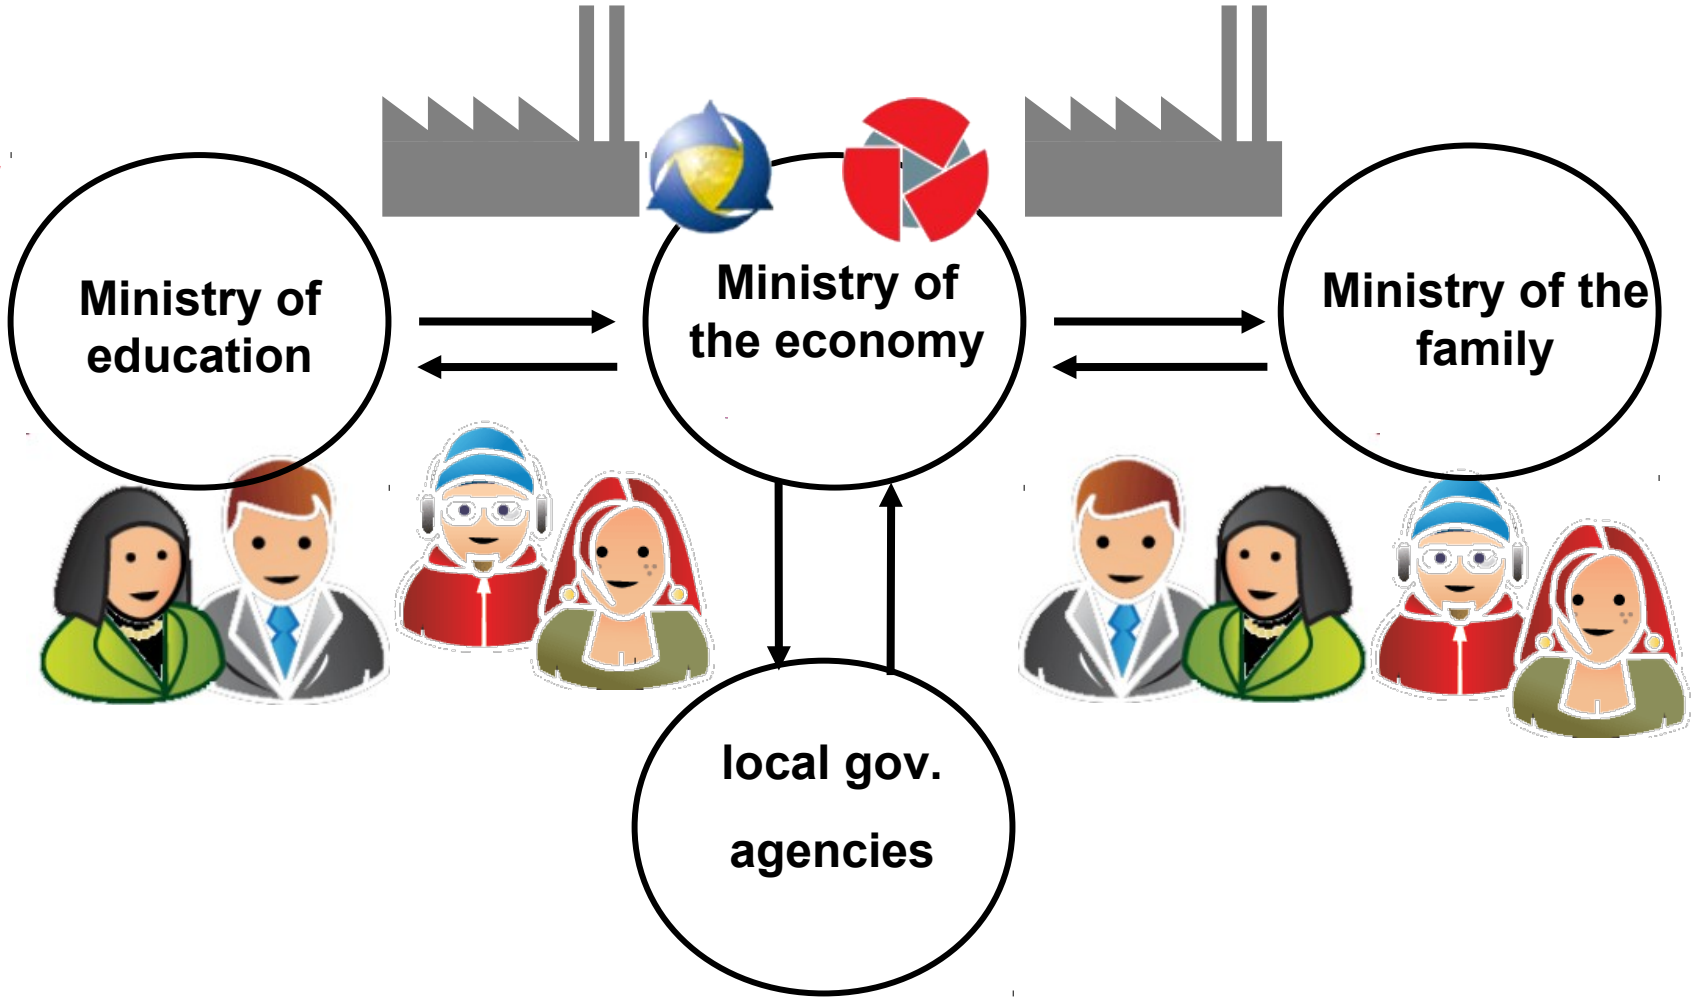 Ministry of
education
Ministry of
the economy
Ministry of the
family
local gov.
agencies